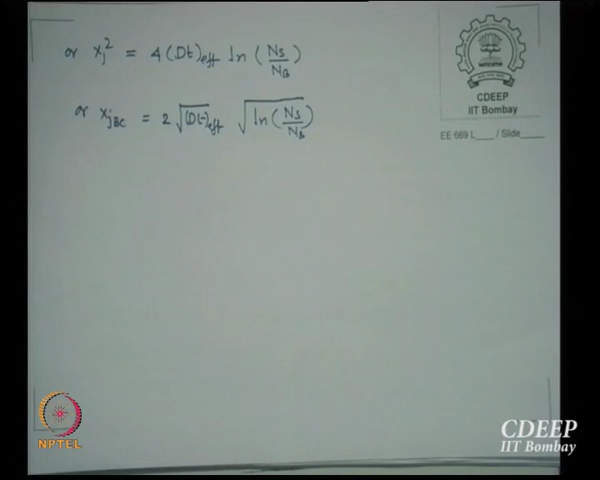 or xj² = 4 (Dt)eff ln (NS/NB)
or xjBC = 2 √(Dt)eff √ln (NS/NB)
CDEEP
IIT Bombay
EE 669 L____ / Slide_____
NPTEL
CDEEP
IIT Bombay